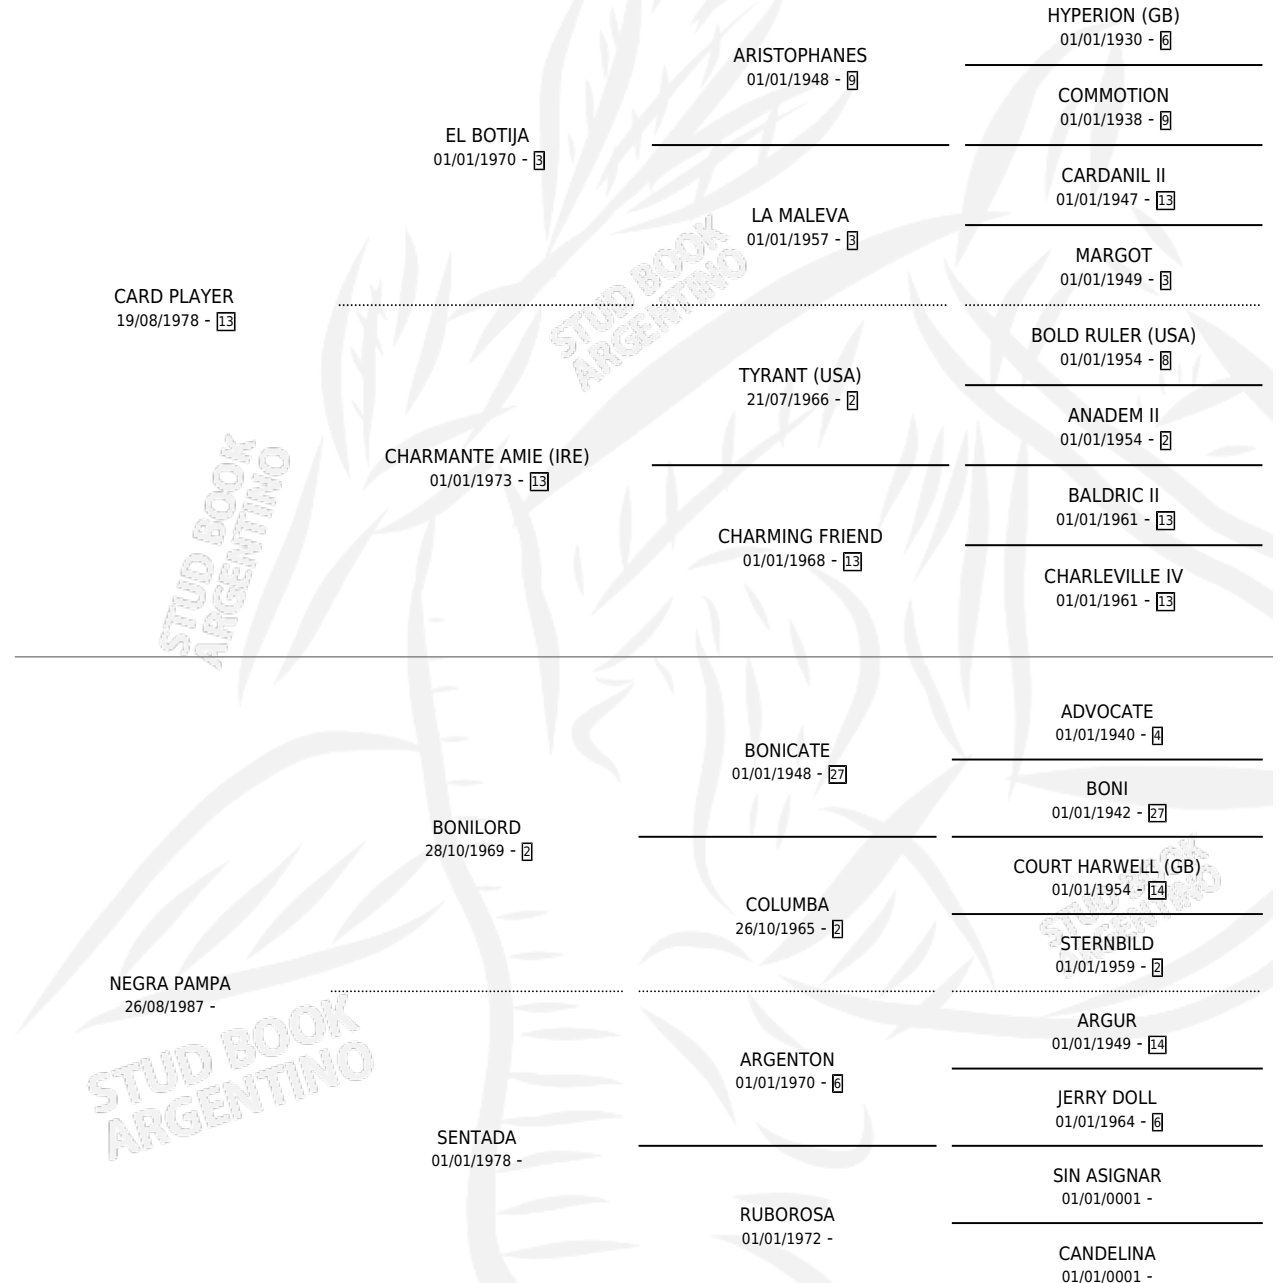 HYPERION (GB)
01/01/1930 - 6
ARISTOPHANES
01/01/1948 - 9
COMMOTION
01/01/1938 - 9
EL BOTIJA
01/01/1970 - 3
CARDANIL II
01/01/1947 - 13
LA MALEVA
01/01/1957 - 3
MARGOT
01/01/1949 - 3
CARD PLAYER
19/08/1978 - 13
BOLD RULER (USA)
01/01/1954 - 8
TYRANT (USA)
21/07/1966 - 2
ANADEM II
01/01/1954 - 2
CHARMANTE AMIE (IRE)
01/01/1973 - 13
BALDRIC II
01/01/1961 - 13
CHARMING FRIEND
01/01/1968 - 13
CHARLEVILLE IV
01/01/1961 - 13
ADVOCATE
01/01/1940 - 4
BONICATE
01/01/1948 - 27
BONI
01/01/1942 - 27
BONILORD
28/10/1969 - 2
COURT HARWELL (GB)
01/01/1954 - 14
COLUMBA
26/10/1965 - 2
STERNBILD
01/01/1959 - 2
NEGRA PAMPA
26/08/1987 -
ARGUR
01/01/1949 - 14
ARGENTON
01/01/1970 - 6
JERRY DOLL
01/01/1964 - 6
SENTADA
01/01/1978 -
SIN ASIGNAR
01/01/0001 -
RUBOROSA
01/01/1972 -
CANDELINA
01/01/0001 -
STUD BOOK
ARGENTINO
STUD BOOK
ARGENTINO
STUD BOOK
ARGENTINO
STUD BOOK
ARGENTINO